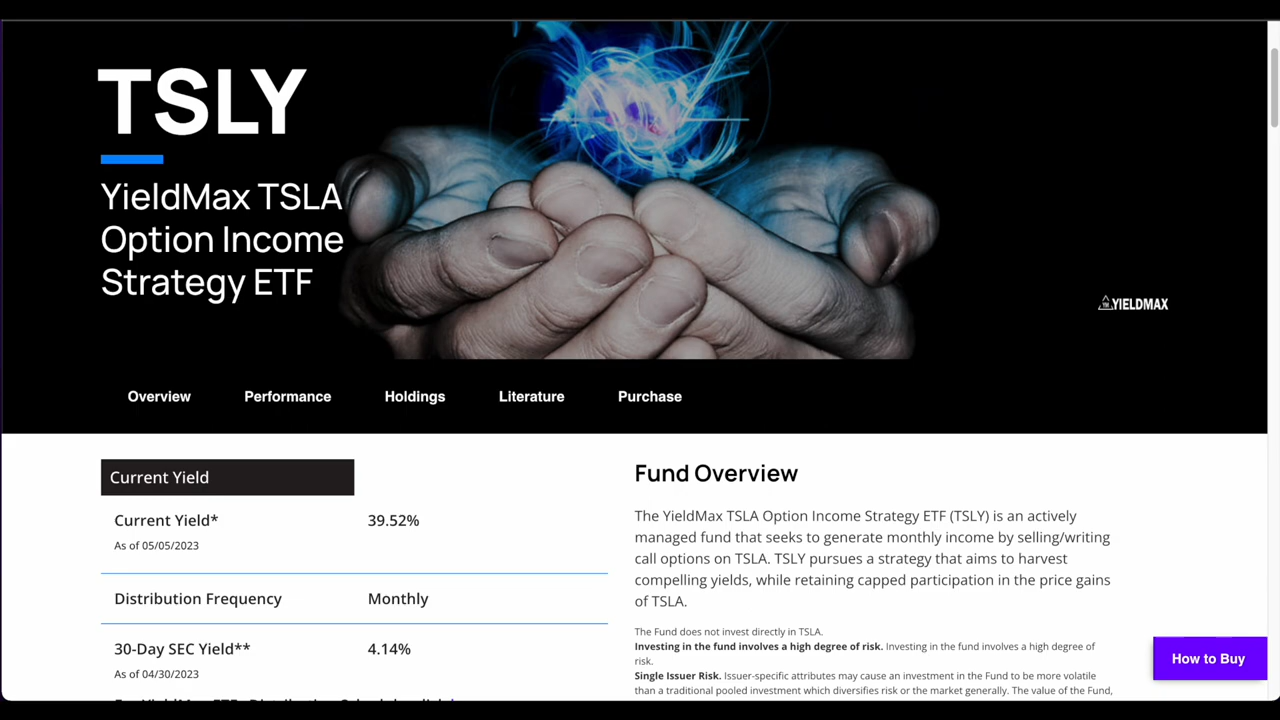 TSLY
YieldMax TSLA
Option Income
Strategy ETF
YIELDMAX
Overview
Performance
Holdings
Literature
Purchase
Current Yield
Current Yield*
39.52%
As of 05/05/2023
Distribution Frequency
Monthly
30-Day SEC Yield**
4.14%
As of 04/30/2023
Fund Overview
The YieldMax TSLA Option Income Strategy ETF (TSLY) is an actively
managed fund that seeks to generate monthly income by selling/writing
call options on TSLA. TSLY pursues a strategy that aims to harvest
compelling yields, while retaining capped participation in the price gains
of TSLA.
The Fund does not invest directly in TSLA.
Investing in the fund involves a high degree of risk. Investing in the fund involves a high degree of
risk.
Single Issuer Risk. Issuer-specific attributes may cause an investment in the Fund to be more volatile
than a traditional pooled investment which diversifies risk or the market generally. The value of the Fund,
How to Buy